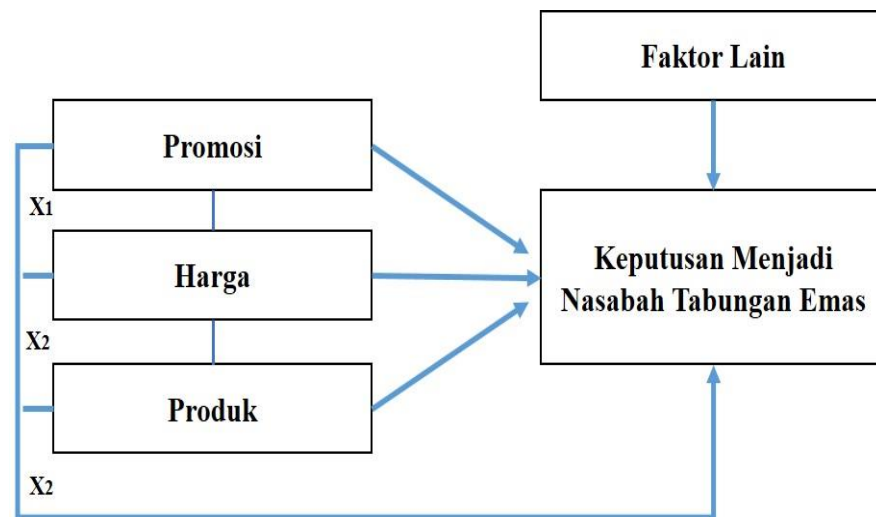 Faktor Lain
Promosi
X1
Harga
Keputusan Menjadi
Nasabah Tabungan Emas
X2
Produk
X2